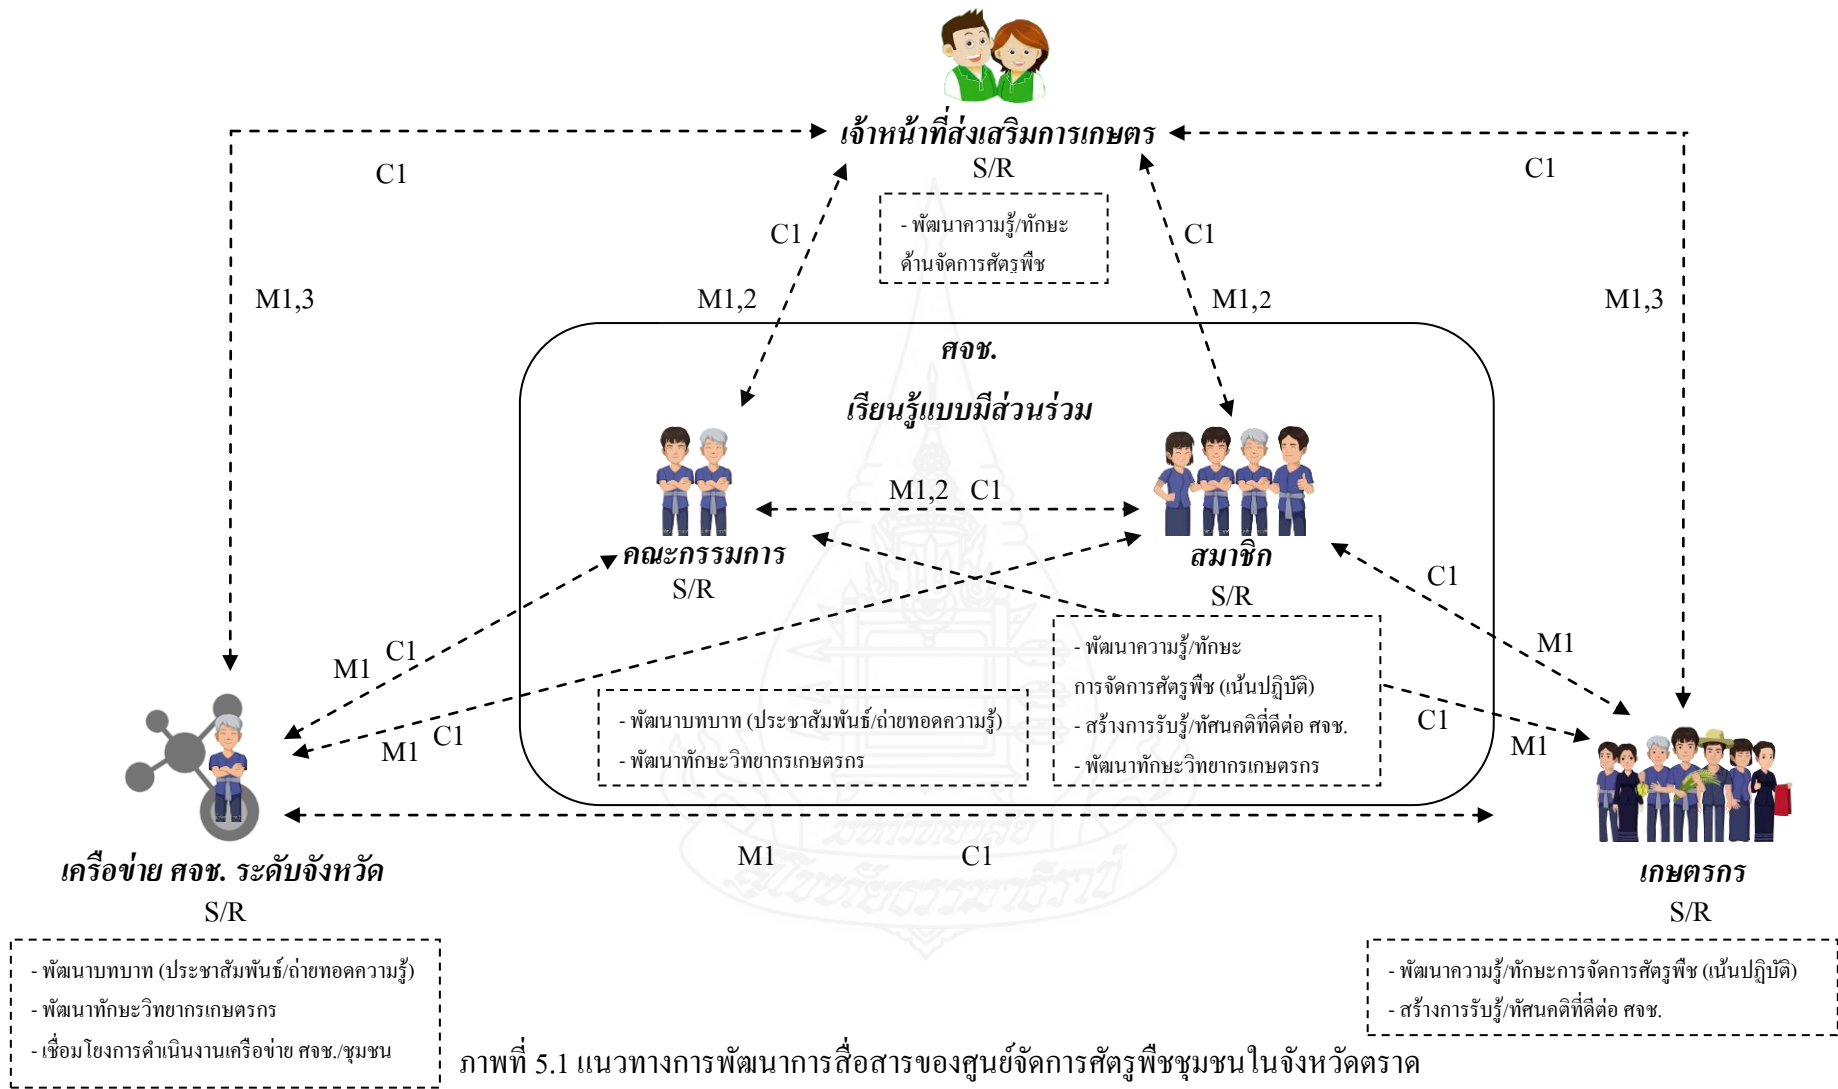 เจ้าหน้าที่ส่งเสริมการเกษตร
S/R
C1
C1
- พัฒนาความรู้/ทักษะ
ด้านจัดการศัตรูพืช
C1
C1
M1,3
M1,2
M1,2
M1,3
ศจช.
เรียนรู้แบบมีส่วนร่วม
M1,2 C1
คณะกรรมการ
S/R
สมาชิก
S/R
C1
M1
M1
C1
- พัฒนาความรู้/ทักษะ
การจัดการศัตรูพืช (เน้นปฏิบัติ)
- สร้างการรับรู้/ทัศนคติที่ดีต่อ ศจช.
- พัฒนาทักษะวิทยากรเกษตรกร
- พัฒนาบทบาท (ประชาสัมพันธ์/ถ่ายทอดความรู้)
- พัฒนาทักษะวิทยากรเกษตรกร
M1
C1
C1
M1
M1
C1
มหาวิทยาลัย
สุโขทัยธรรมาธิราช
เครือข่าย ศจช. ระดับจังหวัด
S/R
- พัฒนาบทบาท (ประชาสัมพันธ์/ถ่ายทอดความรู้)
- พัฒนาทักษะวิทยากรเกษตรกร
- เชื่อมโยงการดำเนินงานเครือข่าย ศจช./ชุมชน
เกษตรกร
S/R
- พัฒนาความรู้/ทักษะการจัดการศัตรูพืช (เน้นปฏิบัติ)
- สร้างการรับรู้/ทัศนคติที่ดีต่อ ศจช.
ภาพที่ 5.1 แนวทางการพัฒนาการสื่อสารของศูนย์จัดการศัตรูพืชชุมชนในจังหวัดตราด